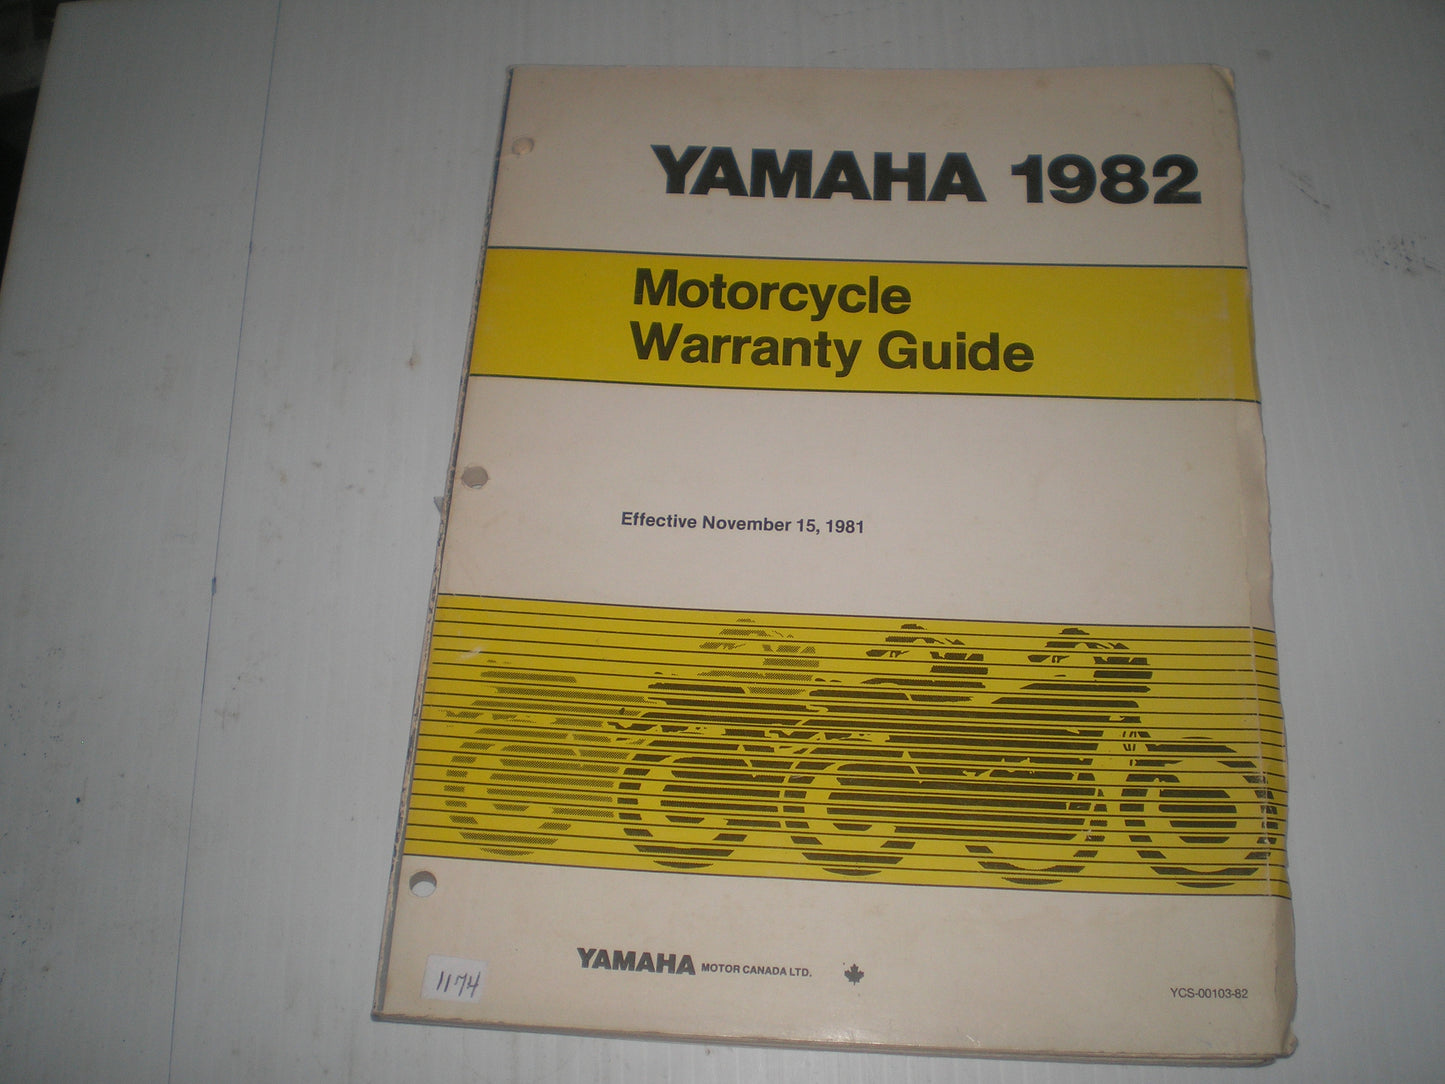 YAMAHA 1982
Motorcycle
Warranty Guide
Effective November 15, 1981
YAMAHA MOTOR CANADA LTD.
YCS-00103-82
1174